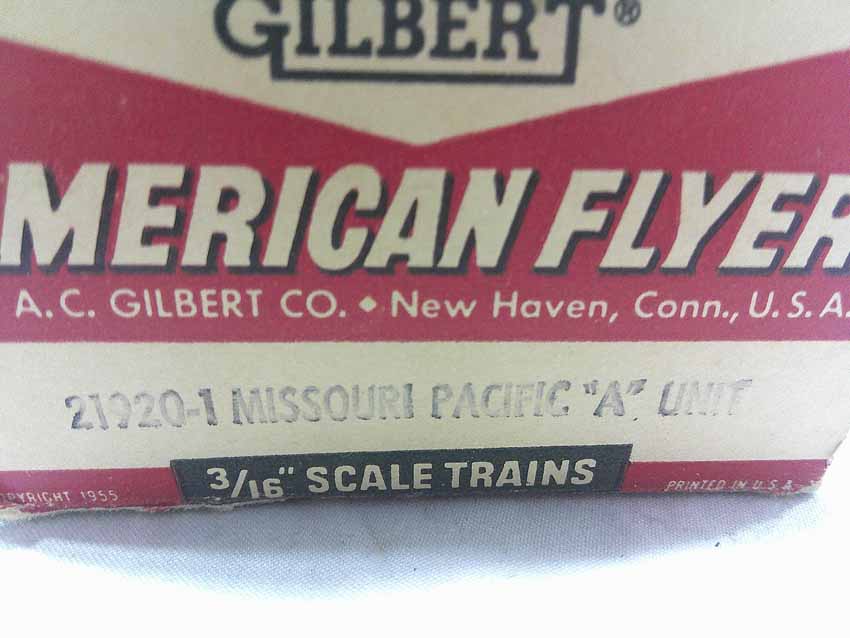 GILBERT®
MERICAN FLYER
A.C. GILBERT CO. ♦ New Haven, Conn., U.S.A.
21920-1 MISSOURI PACIFIC "A" UNIT
3/16" SCALE TRAINS
PYRIGHT 1955
PRINTED IN U.S.A.